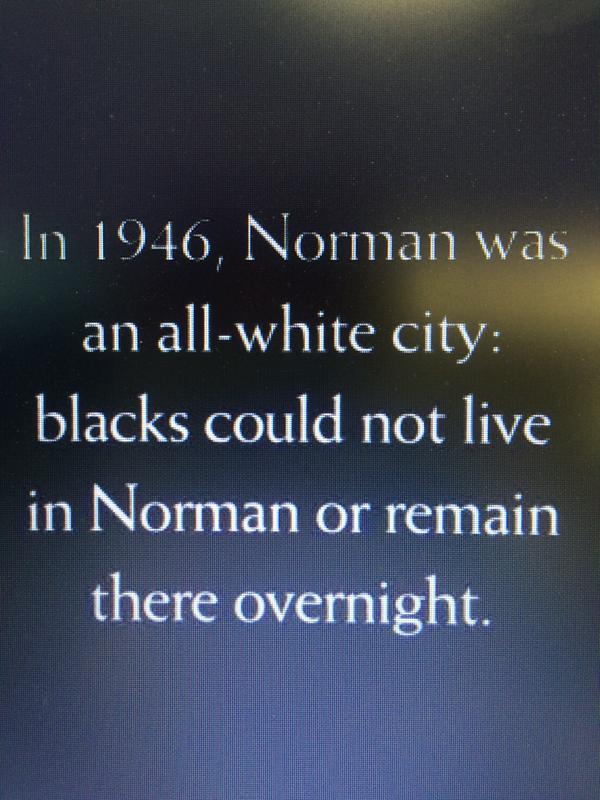 In 1946, Norman was
an all-white city:
blacks could not live
in Norman or remain
there overnight.